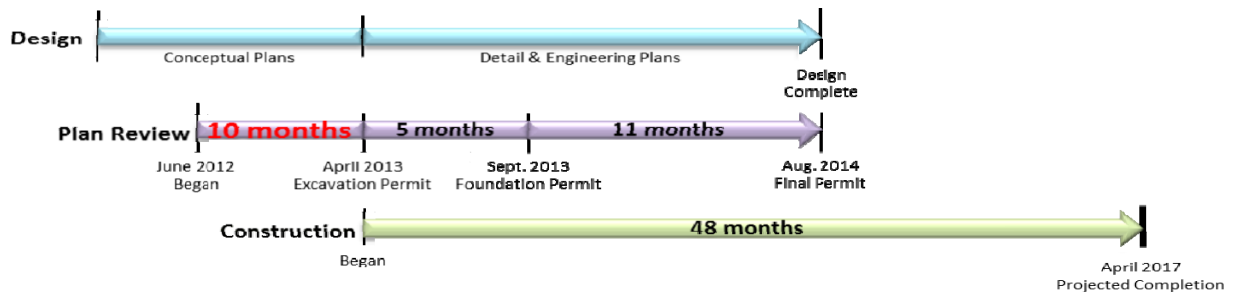 Design
Conceptual Plans
Detail & Engineering Plans
Design
Complete
Plan Review
10 months
5 months
11 months
June 2012
Began
April 2013
Excavation Permit
Sept. 2013
Foundation Permit
Aug. 2014
Final Permit
Construction
48 months
Began
April 2017
Projected Completion